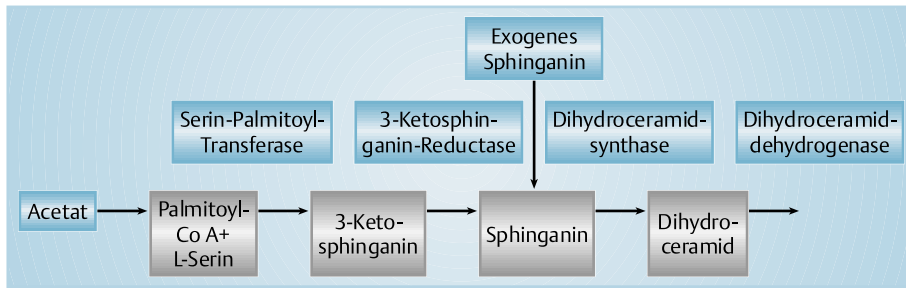 Exogenes
Sphinganin
Serin-Palmitoyl-
Transferase
3-Ketosphin-
ganin-Reductase
Dihydroceramid-
synthase
Dihydroceramid-
dehydrogenase
Acetat
Palmitoyl-
Co A+
L-Serin
3-Keto-
sphinganin
Sphinganin
Dihydro-
ceramid